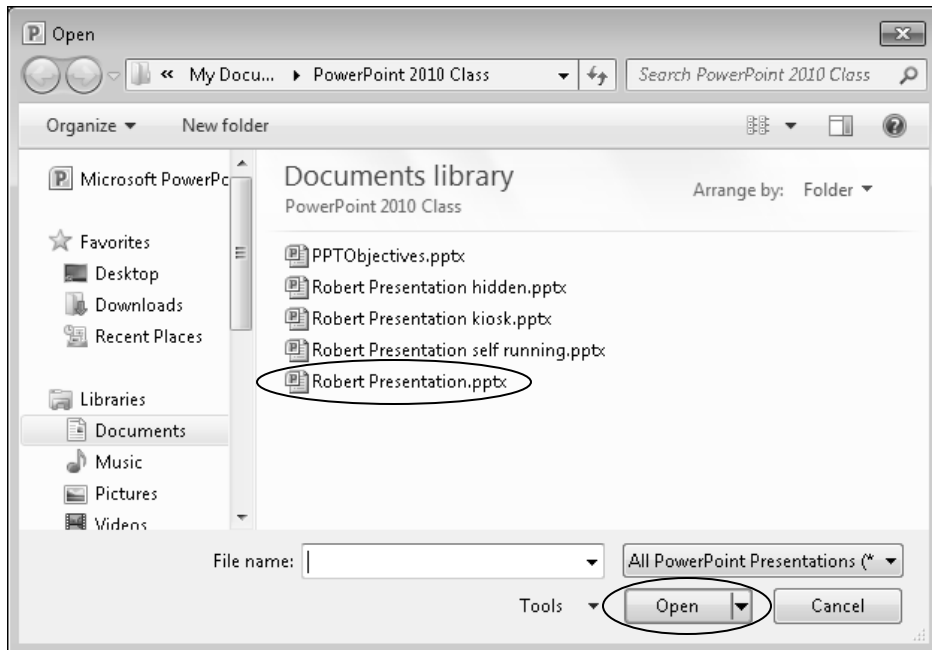 Open
« My Docu... ▸ PowerPoint 2010 Class
Search PowerPoint 2010 Class
Organize New folder
Microsoft PowerPo
Documents library
PowerPoint 2010 Class
Arrange by: Folder
Favorites
Desktop
Downloads
Recent Places
Libraries
Documents
Music
Pictures
Videos
PPTObjectives.pptx
Robert Presentation hidden.pptx
Robert Presentation kiosk.pptx
Robert Presentation self running.pptx
Robert Presentation.pptx
File name:
All PowerPoint Presentations (*
Tools Open Cancel